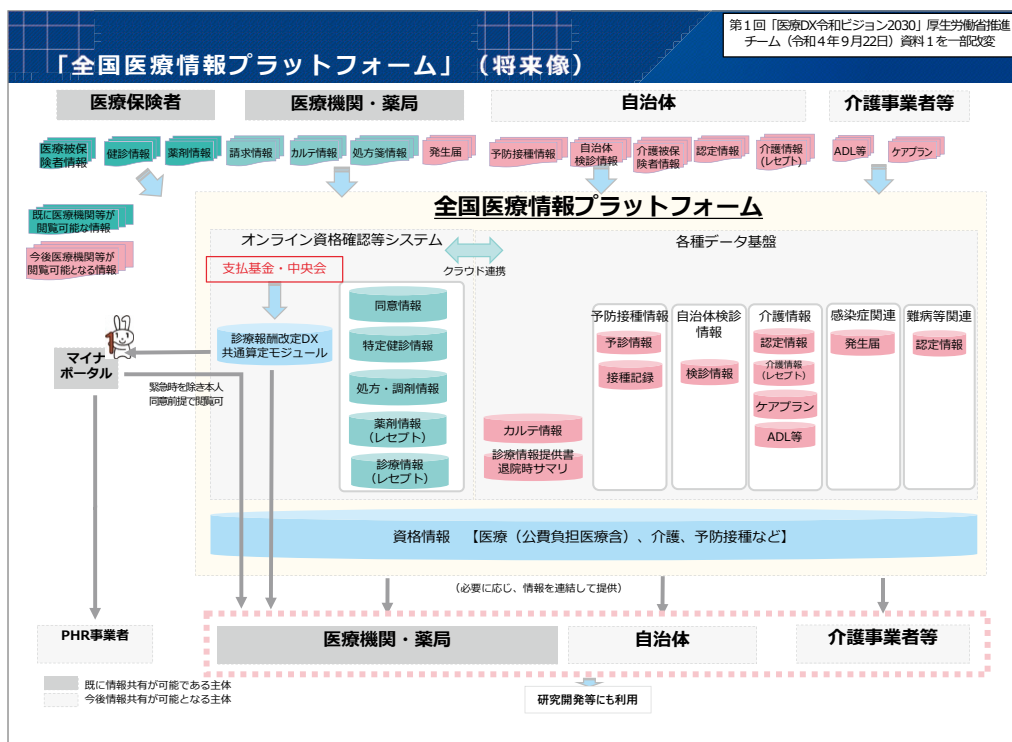 第1回「医療DX令和ビジョン2030」厚生労働省推進
チーム（令和4年9月22日）資料1を一部改変
「全国医療情報プラットフォーム」（将来像）
医療保険者
医療機関・薬局
自治体
介護事業者等
医療被保
険者情報
健診情報
薬剤情報
請求情報
カルテ情報
処方箋情報
発生届
予防接種情報
自治体
検診情報
介護被保
険者情報
認定情報
介護情報
（レセプト）
ADL等
ケアプラン
既に医療機関等が
閲覧可能な情報
今後医療機関等が
閲覧可能となる情報
全国医療情報プラットフォーム
オンライン資格確認等システム
クラウド連携
各種データ基盤
支払基金・中央会
診療報酬改定DX
共通算定モジュール
同意情報
特定健診情報
処方・調剤情報
薬剤情報
（レセプト）
診療情報
（レセプト）
カルテ情報
診療情報提供書
退院時サマリ
予防接種情報
予診情報
接種記録
自治体検診
情報
検診情報
介護情報
認定情報
介護情報
（レセプト）
ケアプラン
ADL等
感染症関連
発生届
難病等関連
認定情報
マイナ
ポータル
緊急時を除き本人
同意前提で閲覧可
資格情報　【医療（公費負担医療含）、介護、予防接種など】
（必要に応じ、情報を連結して提供）
PHR事業者
医療機関・薬局
自治体
介護事業者等
既に情報共有が可能である主体
今後情報共有が可能となる主体
研究開発等にも利用